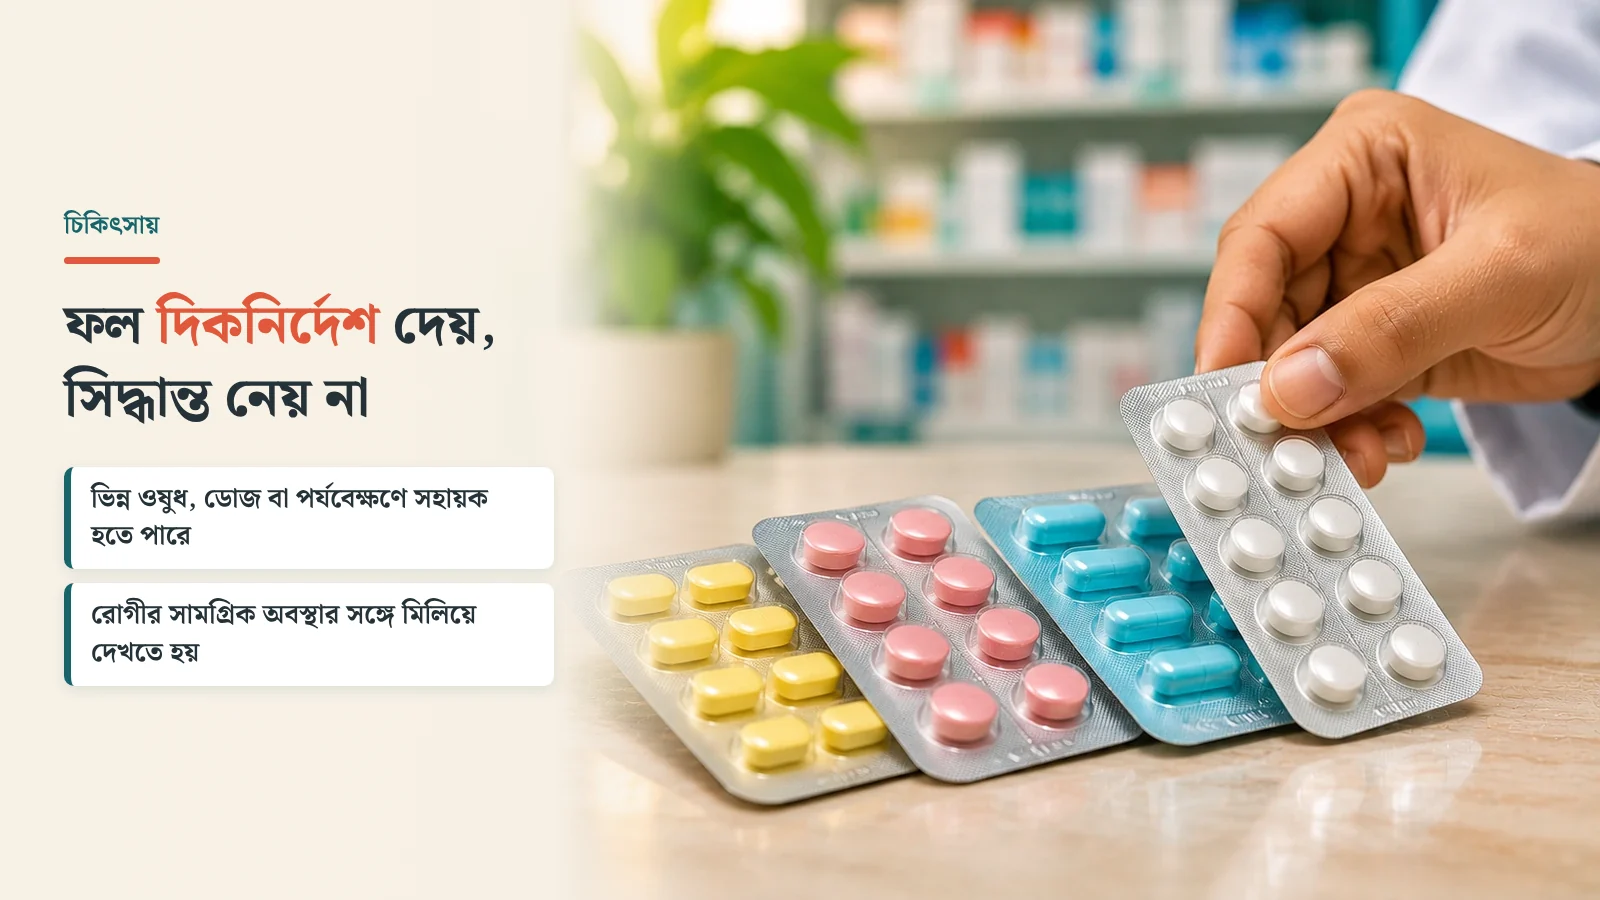 চিকিৎসায়
ফল দিকনির্দেশ দেয়,
সিদ্ধান্ত নেয় না
ভিন্ন ওষুধ, ডোজ বা পর্যবেক্ষণে সহায়ক
হতে পারে
রোগীর সামগ্রিক অবস্থার সঙ্গে মিলিয়ে
দেখতে হয়